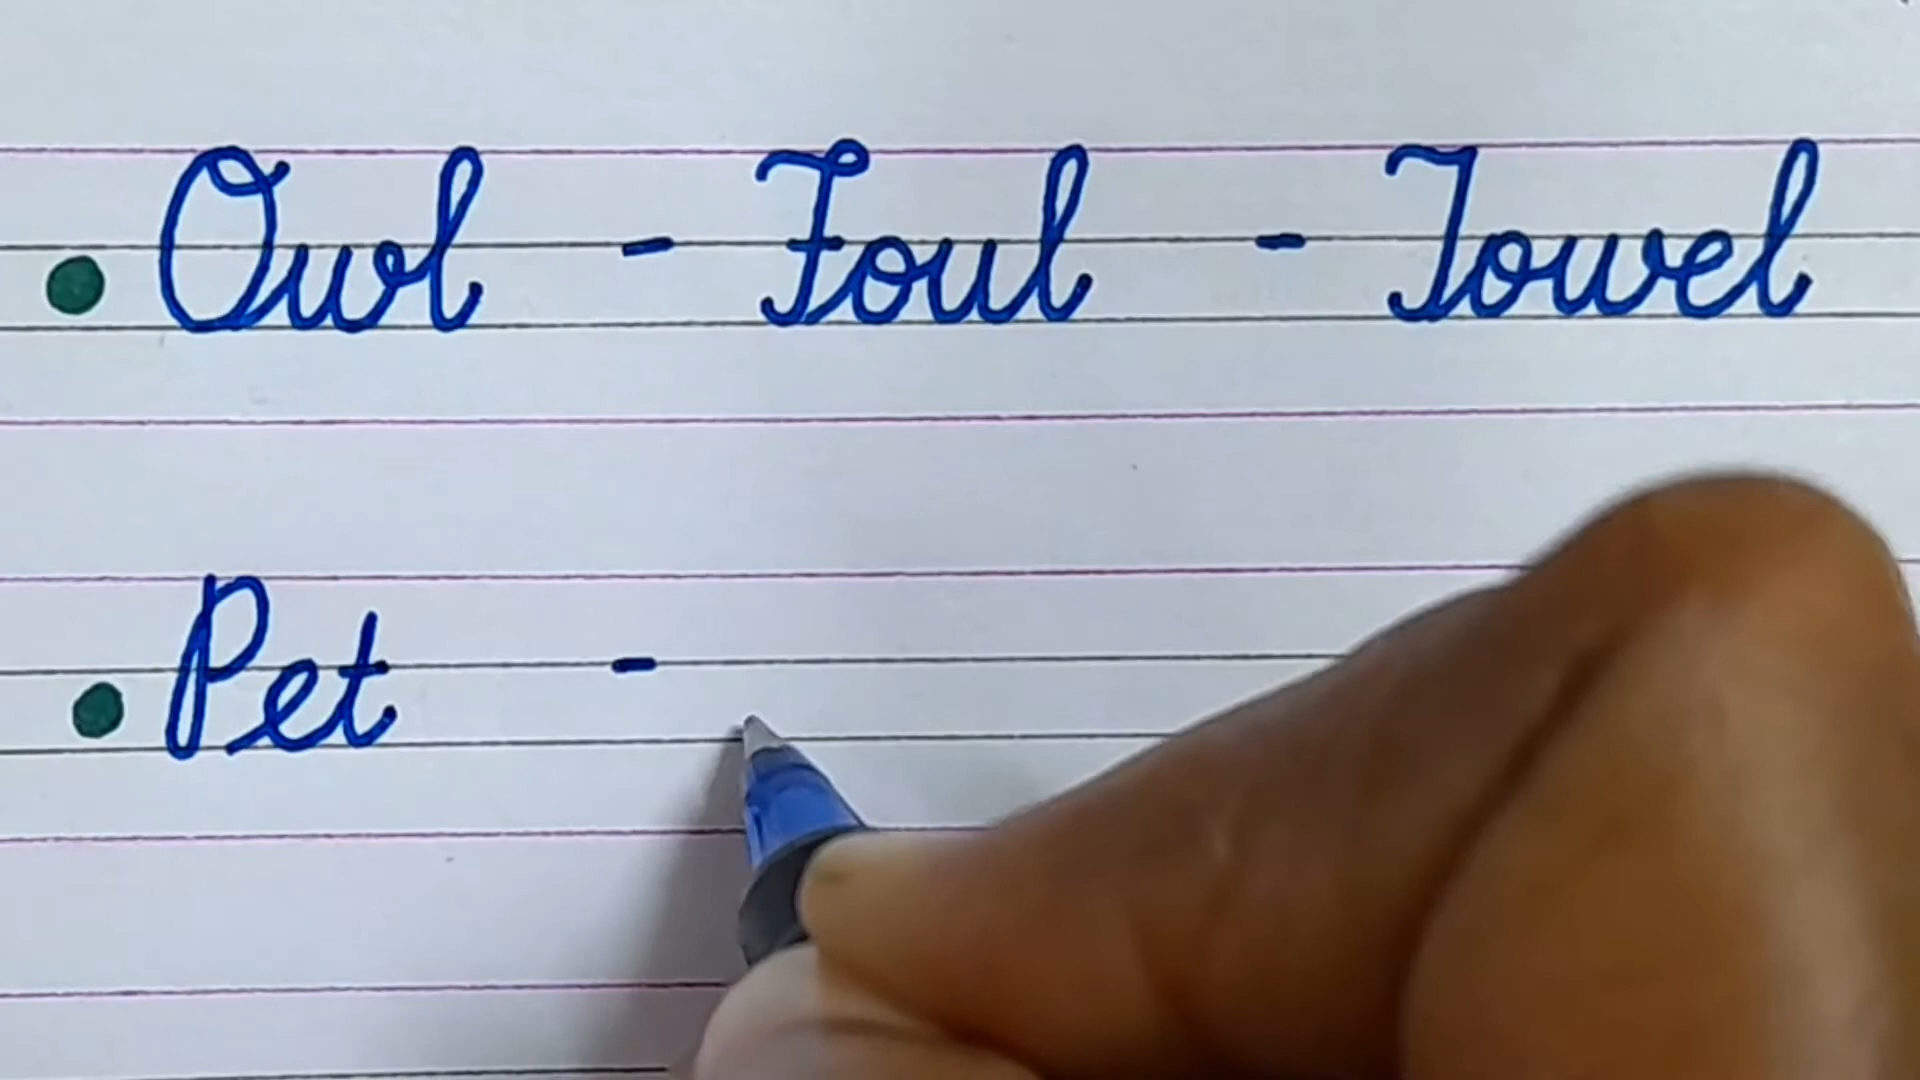 • Owl - Foul - Towel
• Pet -